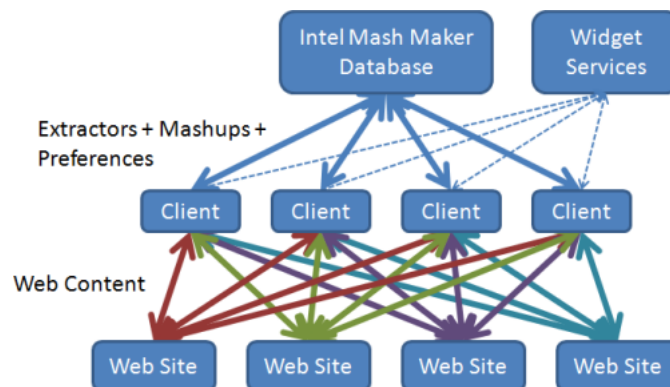 Intel Mash Maker
Database
Widget
Services
Extractors + Mashups +
Preferences
Client
Client
Client
Client
Web Content
Web Site
Web Site
Web Site
Web Site